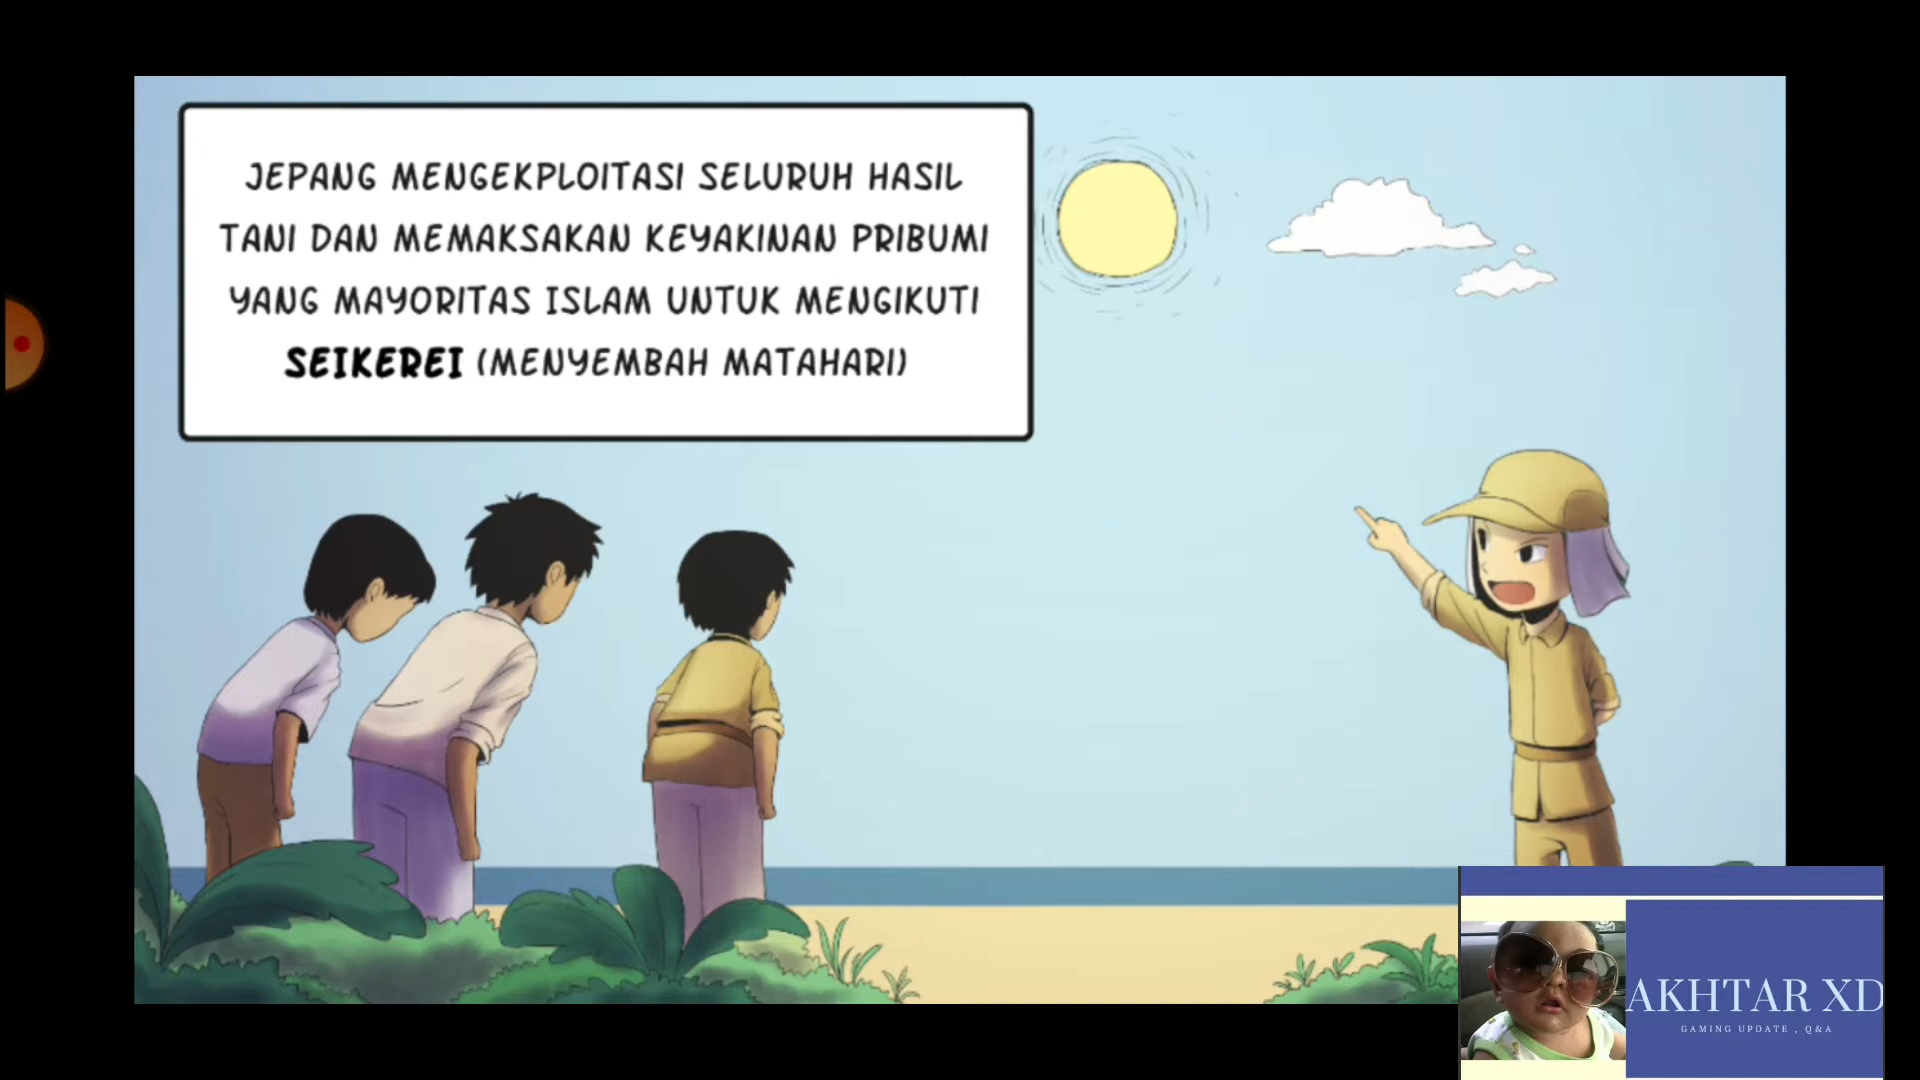 JEPANG MENGEKPLOITASI SELURUH HASIL
TANI DAN MEMAKSAKAN KEYAKINAN PRIBUMI
YANG MAYORITAS ISLAM UNTUK MENGIKUTI
SEIKEREI (MENYEMBAH MATAHARI)
AKHTAR XD
GAMING UPDATE , Q&A